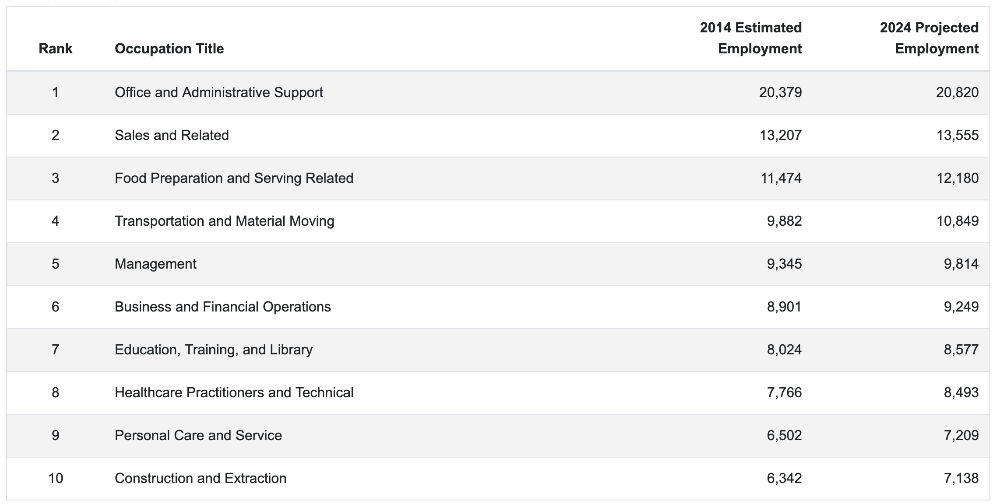 Rank Occupation Title 2014 Estimated Employment 2024 Projected Employment
1 Office and Administrative Support 20,379 20,820
2 Sales and Related 13,207 13,555
3 Food Preparation and Serving Related 11,474 12,180
4 Transportation and Material Moving 9,882 10,849
5 Management 9,345 9,814
6 Business and Financial Operations 8,901 9,249
7 Education, Training, and Library 8,024 8,577
8 Healthcare Practitioners and Technical 7,766 8,493
9 Personal Care and Service 6,502 7,209
10 Construction and Extraction 6,342 7,138